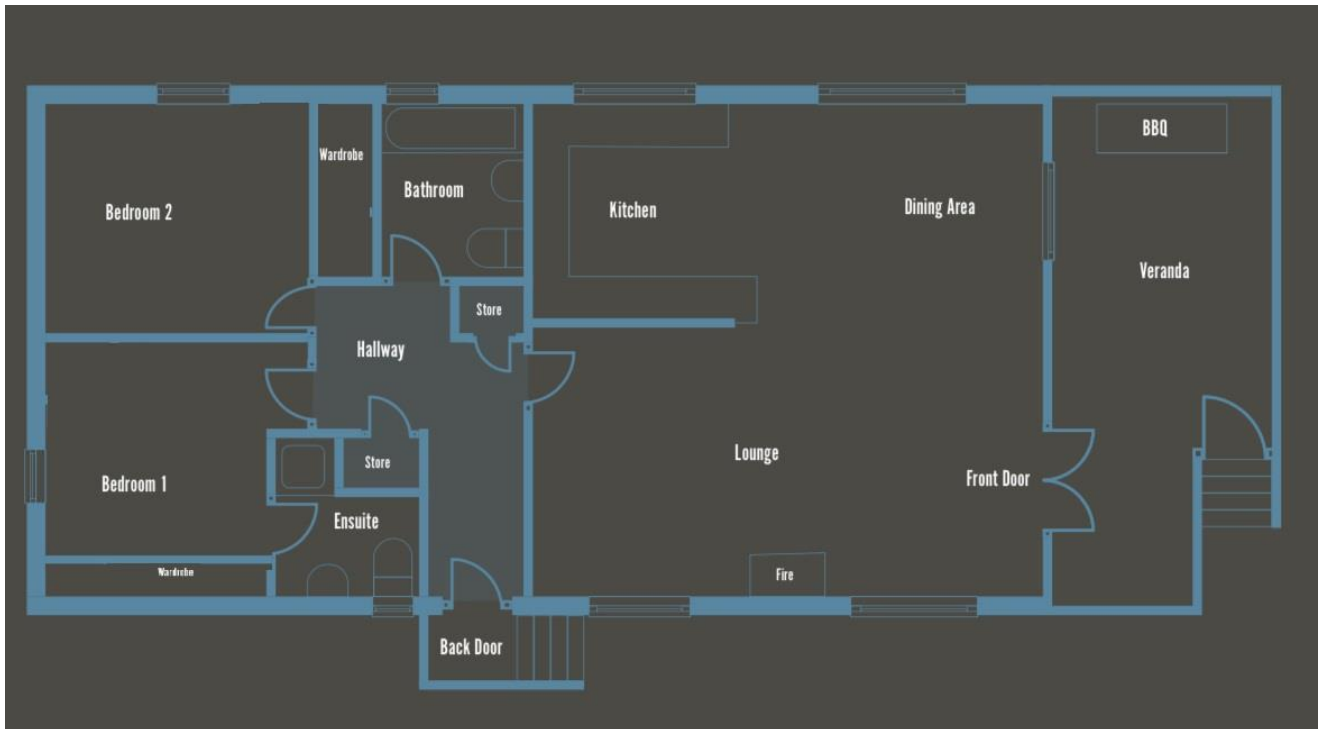 BBQ
Wardrobe
Bathroom
Bedroom 2
Kitchen
Dining Area
Veranda
Store
Hallway
Lounge
Store
Front Door
Bedroom 1
Ensuite
Wardrobe
Fire
Back Door